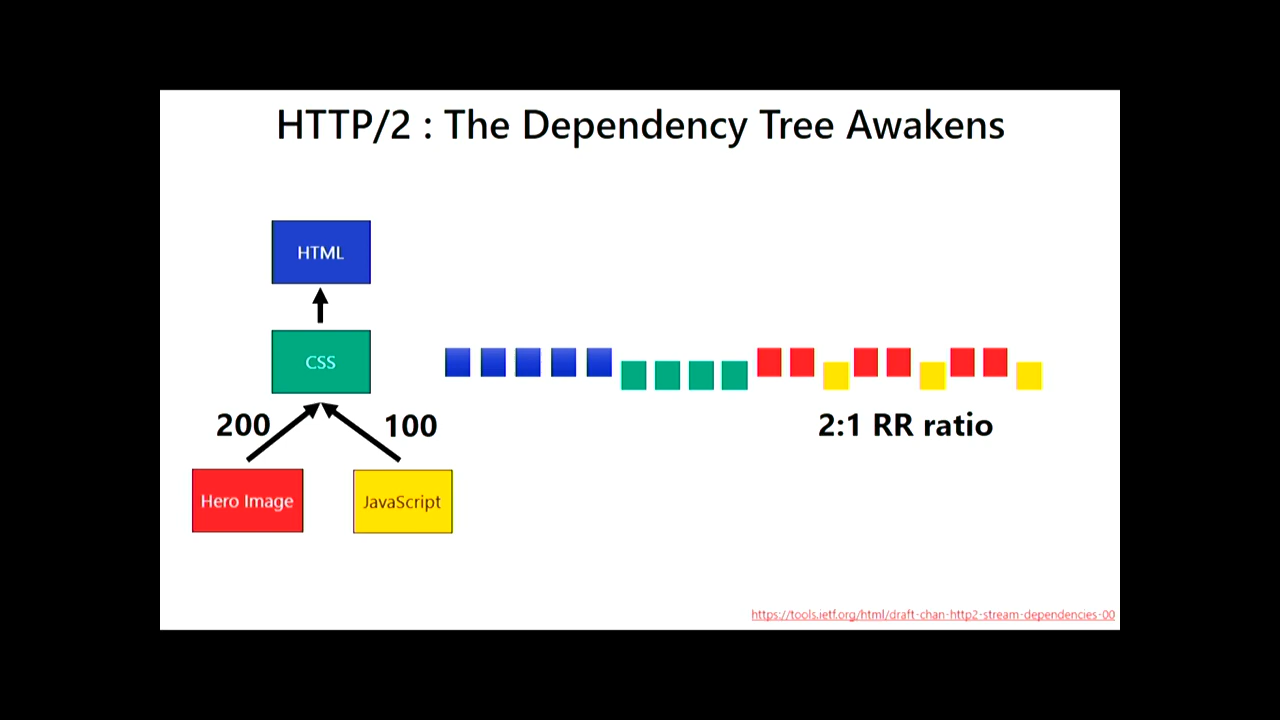 HTTP/2 : The Dependency Tree Awakens
HTML
CSS
200
100
2:1 RR ratio
Hero Image
JavaScript
https://tools.ietf.org/html/draft-chan-http2-stream-dependencies-00